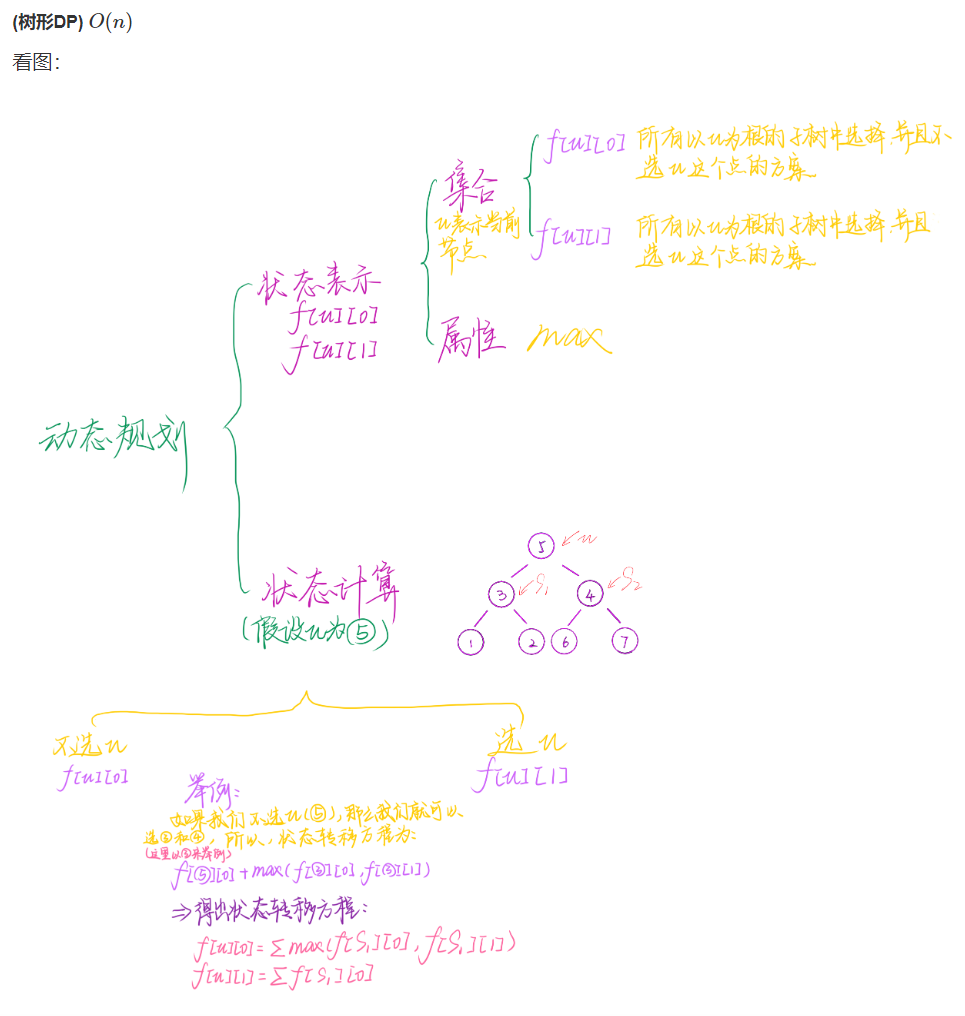 (树形DP) O(n)
看图：
f[u][0] 所有以u为根的子树中选择，并且不
选u这个点的方案
集合
u表示当前
节点
f[u][1] 所有以u为根的子树中选择，并且
选u这个点的方案
状态表示
f[u][0]
f[u][1]
属性 max
动态规划
状态计算
(假设u为⑤)
5 u
3 S1 4 S2
1 2 6 7
不选u
f[u][0]
选u
f[u][1]
举例：
如果我们不选u(⑤)，那么我们就可以
选③和④，所以，状态转移方程为：
(这里以③来举例)
f[⑤][0]+max(f[③][0],f[③][1])
⇒得出状态转移方程：
f[u][0]=∑max(f[S1][0],f[S1][1])
f[u][1]=∑f[S1][0]